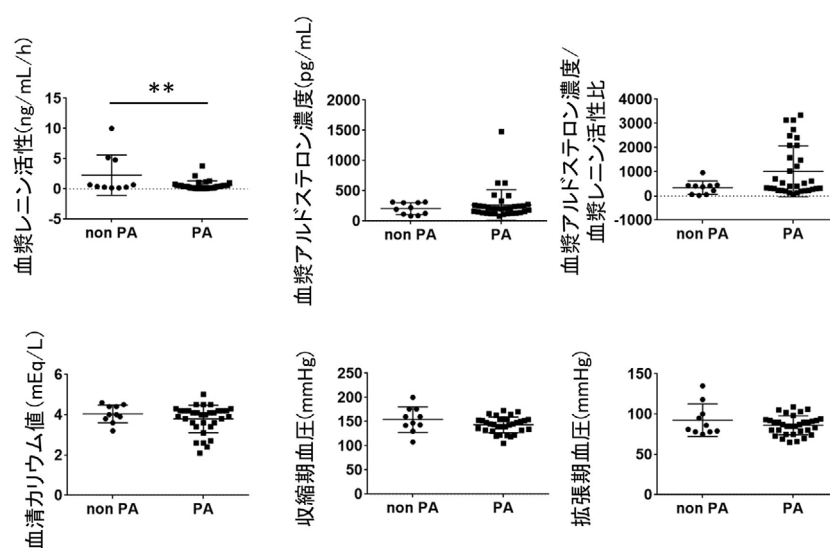 血漿レニン活性(ng/mL/h)
**
15
10
5
0
-5
non PA
PA
血漿アルドステロン濃度(pg/mL)
2000
1500
1000
500
0
non PA
PA
血漿アルドステロン濃度/
血漿レニン活性比
4000
3000
2000
1000
0
-1000
non PA
PA
血清カリウム値(mEq/L)
6
4
2
0
non PA
PA
収縮期血圧(mmHg)
250
200
150
100
50
0
non PA
PA
拡張期血圧(mmHg)
150
100
50
0
non PA
PA